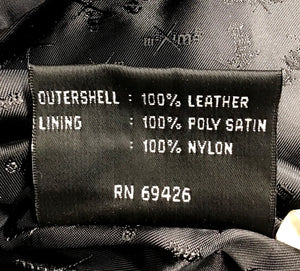 OUTERSHELL : 100% LEATHER
LINING : 100% POLY SATIN
: 100% NYLON
RN 69426